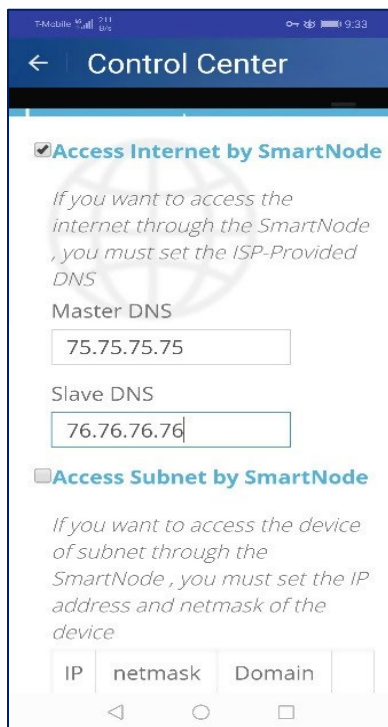 T-Mobile 211 B/s 9:33
Control Center
Access Internet by SmartNode
If you want to access the
internet through the SmartNode
, you must set the ISP-Provided
DNS
Master DNS
75.75.75.75
Slave DNS
76.76.76.76
Access Subnet by SmartNode
If you want to access the device
of subnet through the
SmartNode , you must set the IP
address and netmask of the
device
IP netmask Domain